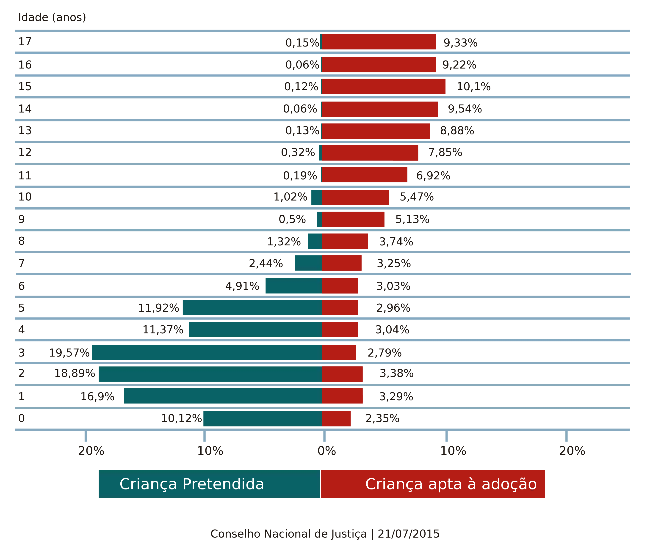 Idade (anos)
17 0,15% 9,33%
16 0,06% 9,22%
15 0,12% 10,1%
14 0,06% 9,54%
13 0,13% 8,88%
12 0,32% 7,85%
11 0,19% 6,92%
10 1,02% 5,47%
9 0,5% 5,13%
8 1,32% 3,74%
7 2,44% 3,25%
6 4,91% 3,03%
5 11,92% 2,96%
4 11,37% 3,04%
3 19,57% 2,79%
2 18,89% 3,38%
1 16,9% 3,29%
0 10,12% 2,35%
20% 10% 0% 10% 20%
Criança Pretendida Criança apta à adoção
Conselho Nacional de Justiça | 21/07/2015